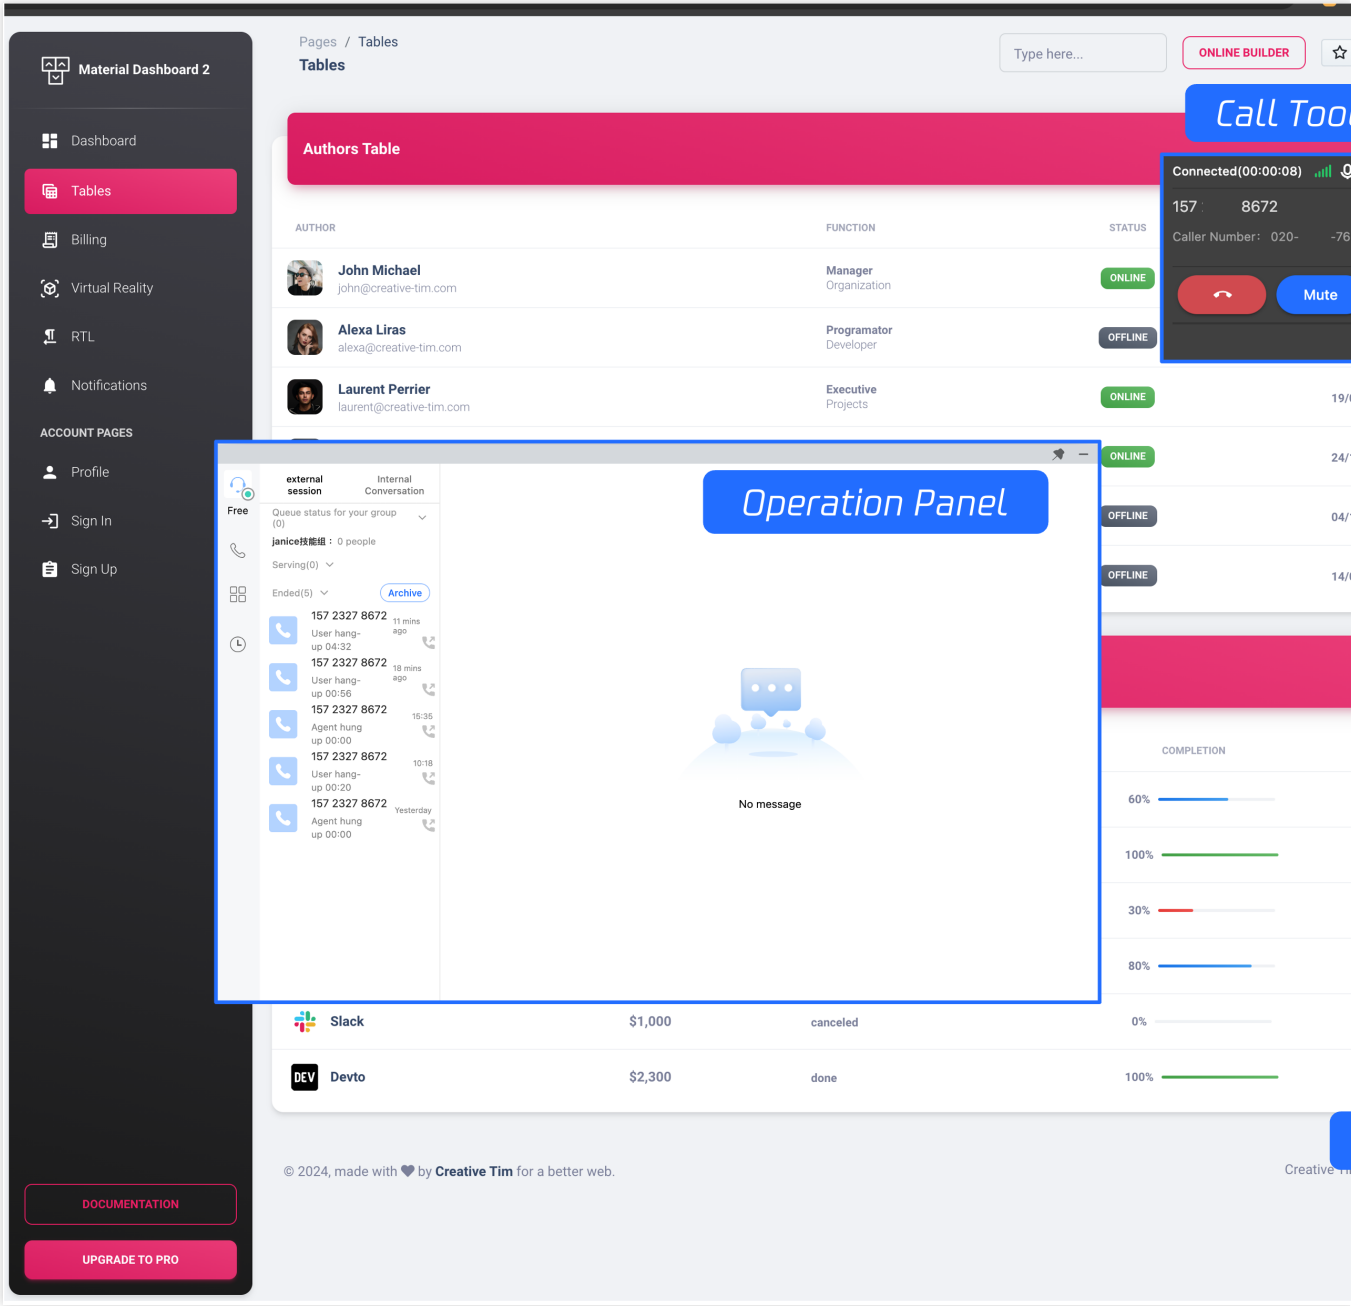 Material Dashboard 2
Dashboard
Tables
Billing
Virtual Reality
RTL
Notifications
ACCOUNT PAGES
Profile
Sign In
Sign Up
DOCUMENTATION
UPGRADE TO PRO
Pages / Tables
Tables
Type here...
ONLINE BUILDER
Call
Authors Table
Connected(00:00:08)
157 8672
Caller Number: 020- -76
Mute
AUTHOR FUNCTION STATUS
John Michael Manager ONLINE
john@creative-tim.com Organization
Alexa Liras Programator OFFLINE
alexa@creative-tim.com Developer
Laurent Perrier Executive ONLINE
laurent@creative-tim.com Projects
19/
ONLINE 24/
OFFLINE 04/
OFFLINE 14/
Operation Panel
Free
external session
Internal Conversation
Queue status for your group (0)
janice技能组： 0 people
Serving(0)
Ended(5) Archive
157 2327 8672 11 mins ago
User hang-up 04:32
157 2327 8672 18 mins ago
User hang-up 00:56
157 2327 8672 15:35
Agent hung up 00:00
157 2327 8672 10:18
User hang-up 00:20
157 2327 8672 Yesterday
Agent hung up 00:00
No message
COMPLETION
60%
100%
30%
80%
Slack $1,000 canceled 0%
DEV Devto $2,300 done 100%
© 2024, made with by Creative Tim for a better web.
Creative